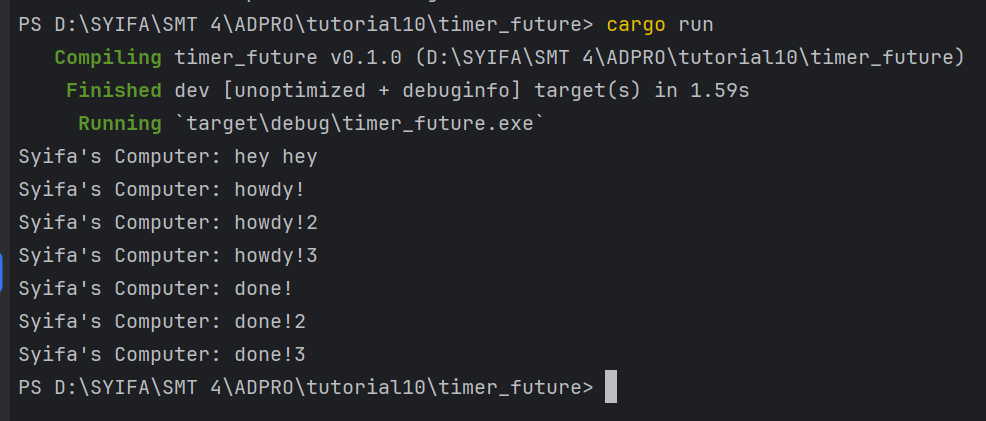 PS D:\SYIFA\SMT 4\ADPRO\tutorial10\timer_future> cargo run
Compiling timer_future v0.1.0 (D:\SYIFA\SMT 4\ADPRO\tutorial10\timer_future)
Finished dev [unoptimized + debuginfo] target(s) in 1.59s
Running `target\debug\timer_future.exe`
Syifa's Computer: hey hey
Syifa's Computer: howdy!
Syifa's Computer: howdy!2
Syifa's Computer: howdy!3
Syifa's Computer: done!
Syifa's Computer: done!2
Syifa's Computer: done!3
PS D:\SYIFA\SMT 4\ADPRO\tutorial10\timer_future>